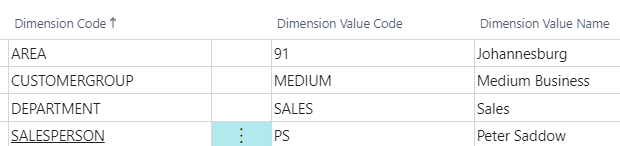 Dimension Code ↑ Dimension Value Code Dimension Value Name
AREA 91 Johannesburg
CUSTOMERGROUP MEDIUM Medium Business
DEPARTMENT SALES Sales
SALESPERSON PS Peter Saddow